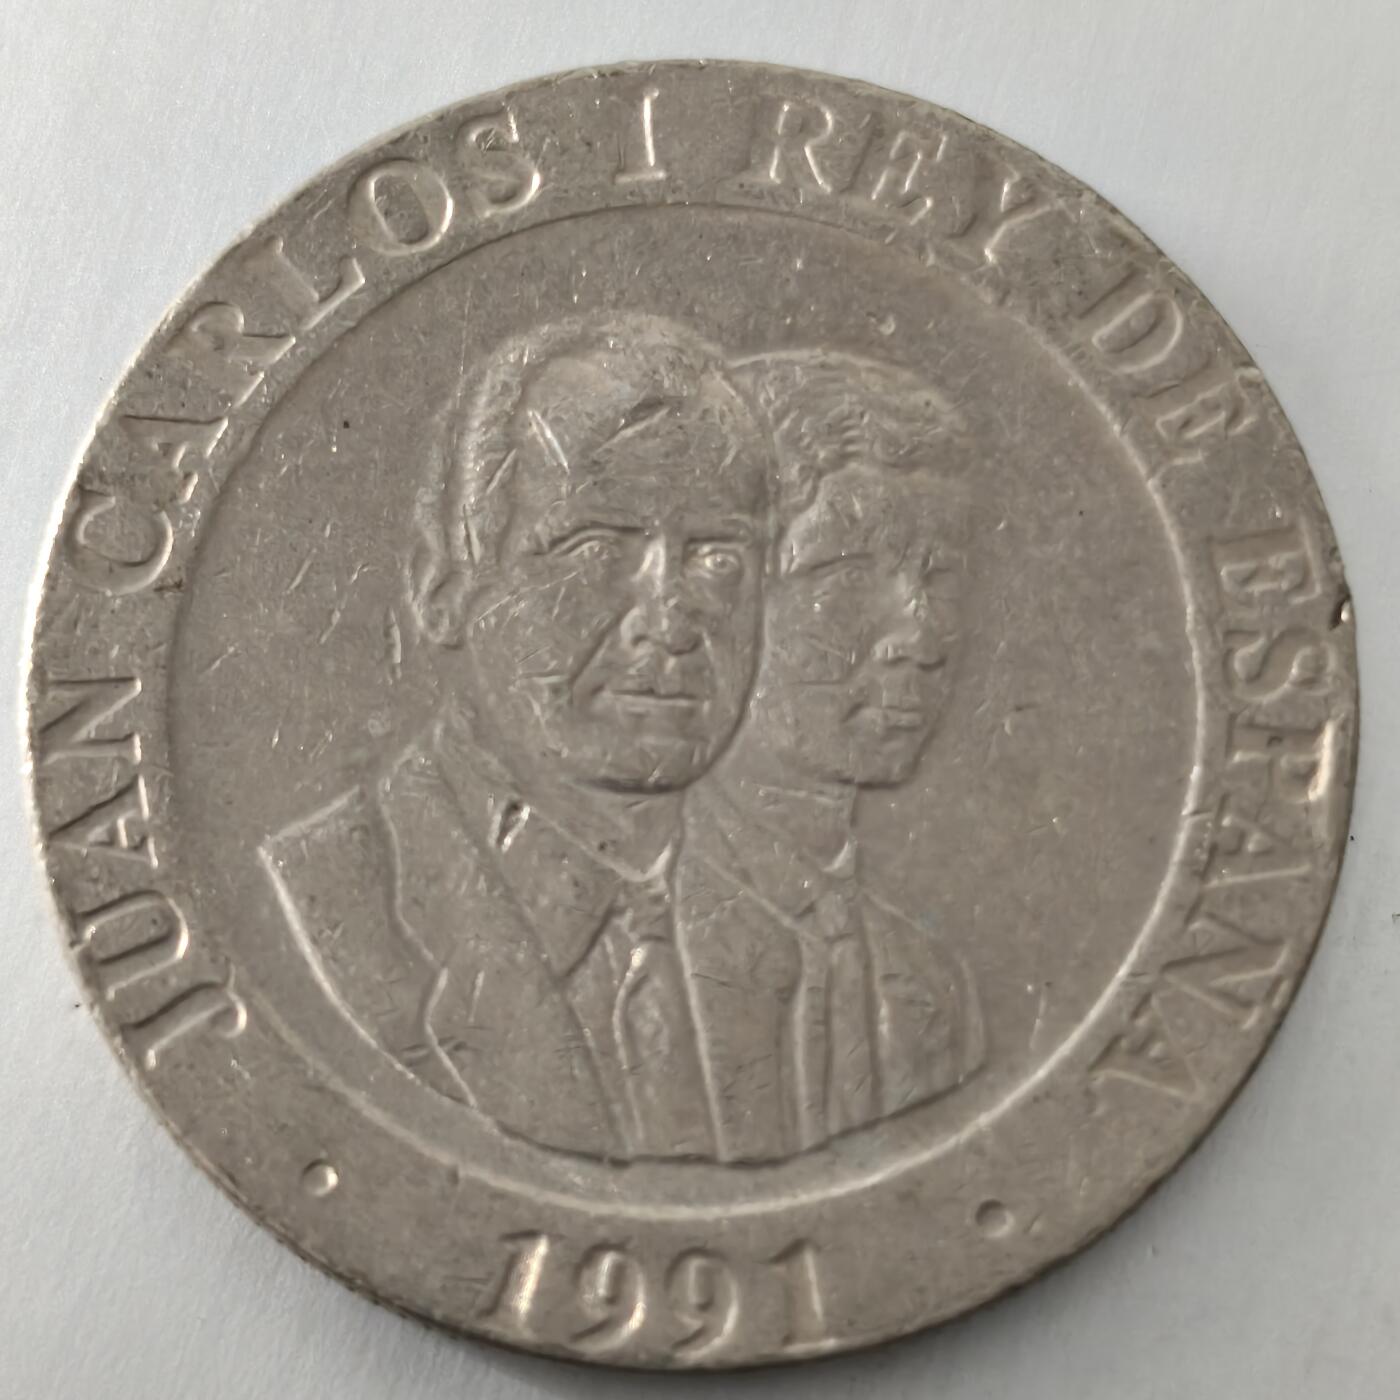 JUAN CARLOS I REY DE ESPAÑA
1991